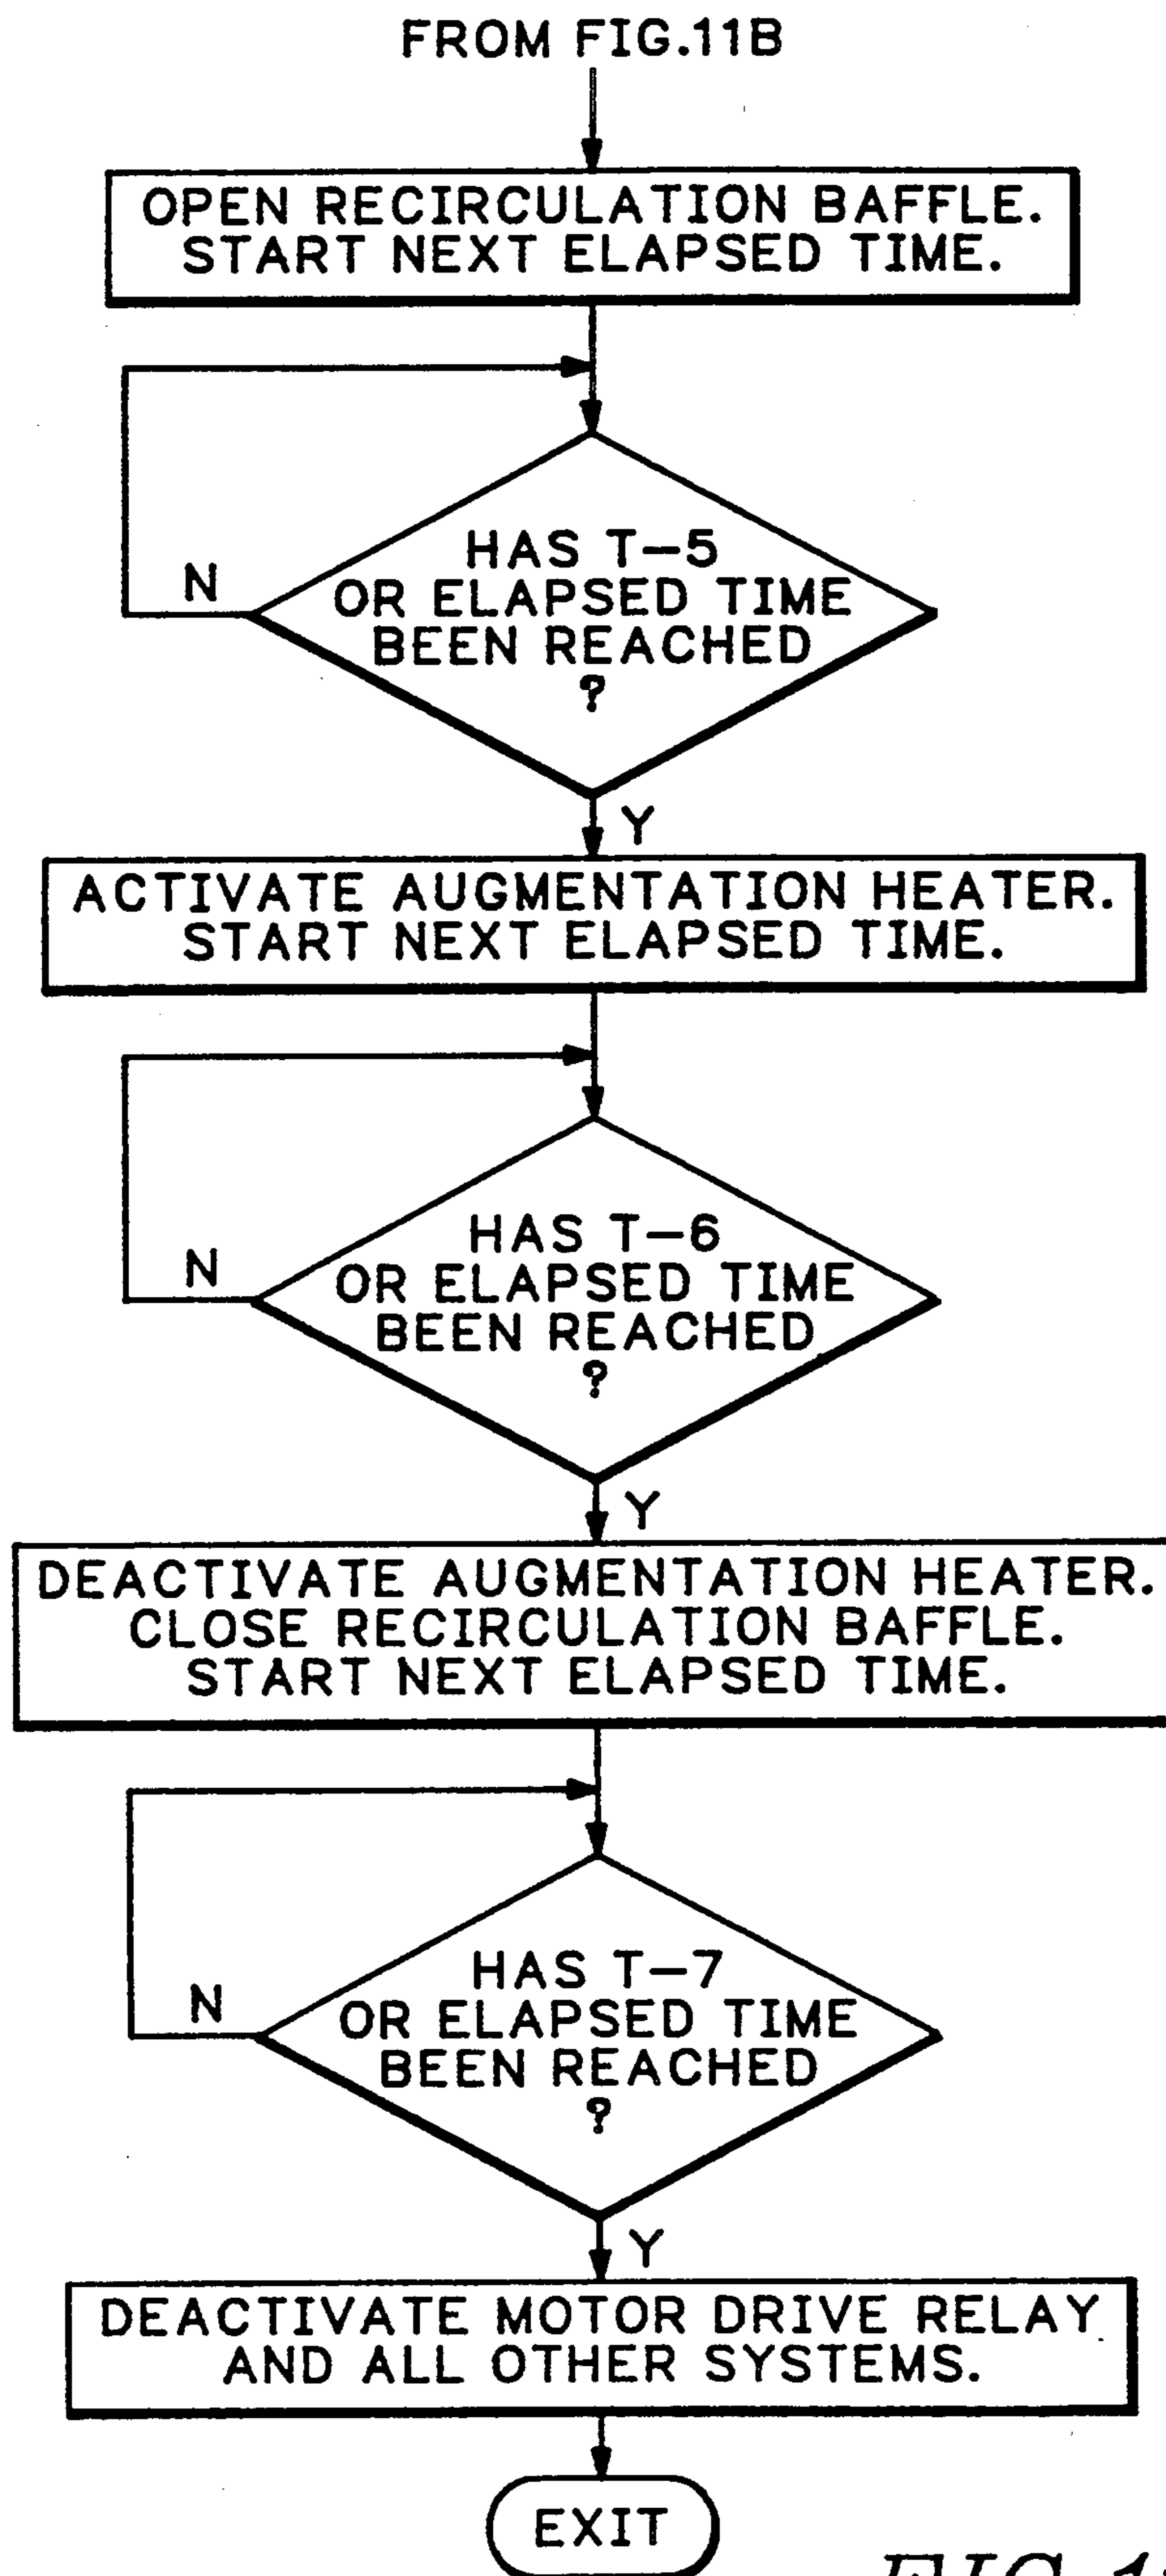 FROM FIG.11B
OPEN RECIRCULATION BAFFLE.
START NEXT ELAPSED TIME.
HAS T-5
OR ELAPSED TIME
BEEN REACHED
?
N
Y
ACTIVATE AUGMENTATION HEATER.
START NEXT ELAPSED TIME.
HAS T-6
OR ELAPSED TIME
BEEN REACHED
?
N
Y
DEACTIVATE AUGMENTATION HEATER.
CLOSE RECIRCULATION BAFFLE.
START NEXT ELAPSED TIME.
HAS T-7
OR ELAPSED TIME
BEEN REACHED
?
N
Y
DEACTIVATE MOTOR DRIVE RELAY
AND ALL OTHER SYSTEMS.
EXIT